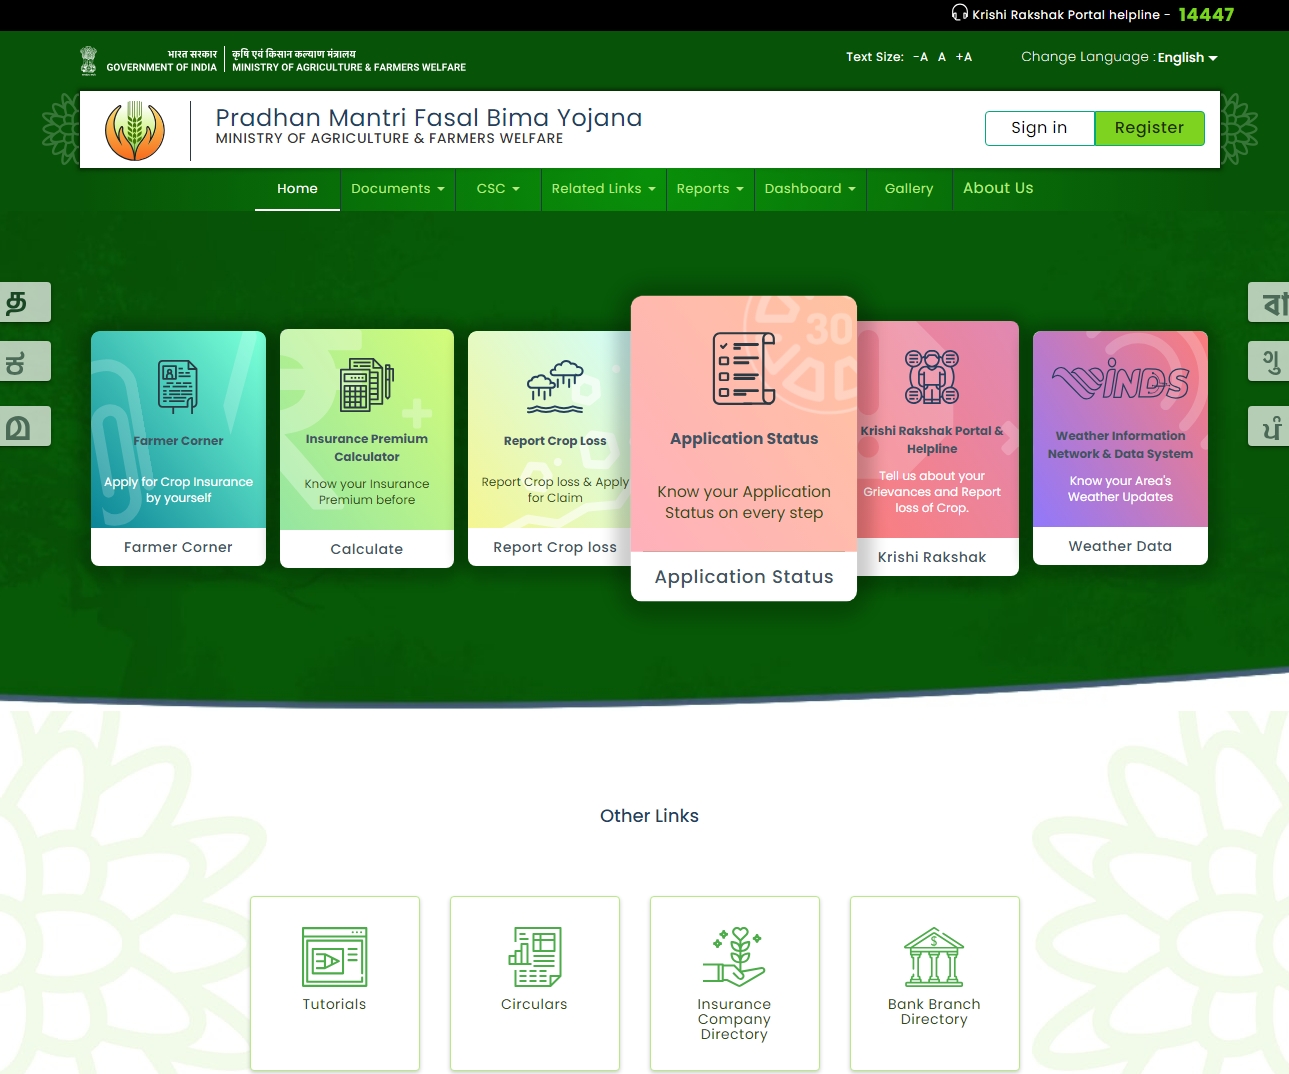 Krishi Rakshak Portal helpline - 14447
भारत सरकार
GOVERNMENT OF INDIA
कृषि एवं किसान कल्याण मंत्रालय
MINISTRY OF AGRICULTURE & FARMERS WELFARE
Text Size: -A A +A
Change Language : English
Pradhan Mantri Fasal Bima Yojana
MINISTRY OF AGRICULTURE & FARMERS WELFARE
Sign in
Register
Home Documents CSC Related Links Reports Dashboard Gallery About Us
த
ಕ
മ
Farmer Corner
Apply for Crop Insurance
by yourself
Farmer Corner
Insurance Premium
Calculator
Know your Insurance
Premium before
Calculate
Report Crop Loss
Report Crop loss & Apply
for Claim
Report Crop loss
30
Application Status
Know your Application
Status on every step
Application Status
Krishi Rakshak Portal &
Helpline
Tell us about your
Grievances and Report
loss of Crop.
Krishi Rakshak
WINDS
Weather Information
Network & Data System
Know your Area's
Weather Updates
Weather Data
Other Links
Tutorials
Circulars
Insurance
Company
Directory
Bank Branch
Directory